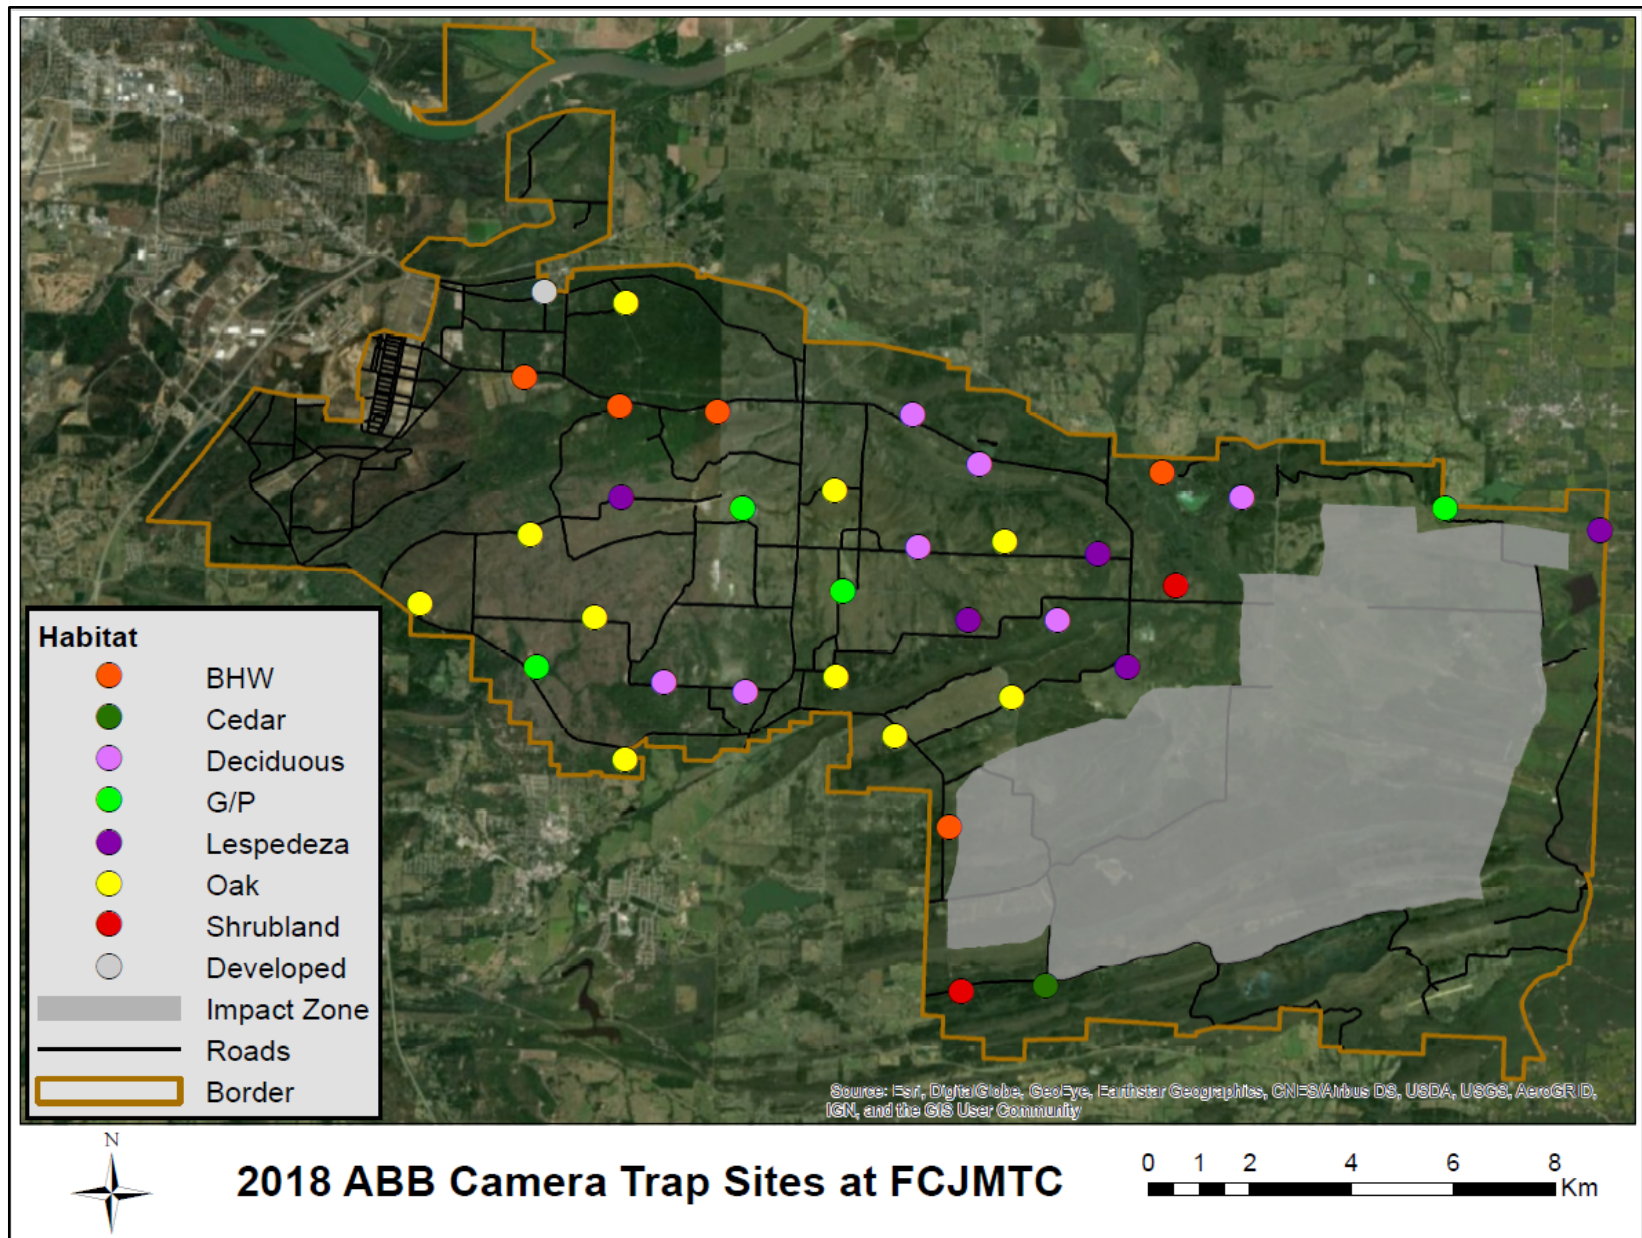 Habitat
BHW
Cedar
Deciduous
G/P
Lespedeza
Oak
Shrubland
Developed
Impact Zone
Roads
Border
Source: Esri, DigitalGlobe, GeoEye, Earthstar Geographics, CNES/Airbus DS, USDA, USGS, AeroGRID,
IGN, and the GIS User Community
N
2018 ABB Camera Trap Sites at FCJMTC
0 1 2 4 6 8
Km